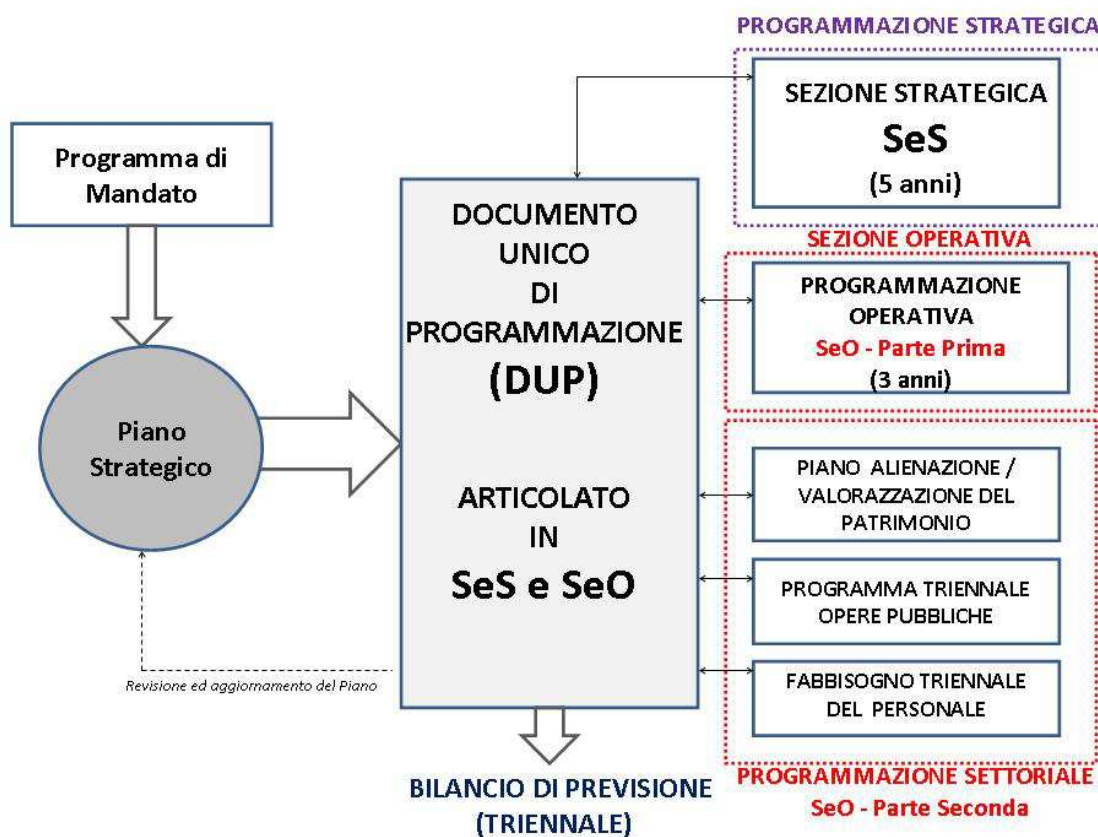 PROGRAMMAZIONE STRATEGICA
SEZIONE STRATEGICA
SeS
(5 anni)
Programma di
Mandato
DOCUMENTO
UNICO
DI
PROGRAMMAZIONE
(DUP)
ARTICOLATO
IN
SeS e SeO
SEZIONE OPERATIVA
PROGRAMMAZIONE
OPERATIVA
SeO - Parte Prima
(3 anni)
Piano
Strategico
PIANO ALIENAZIONE /
VALORAZZAZIONE DEL
PATRIMONIO
PROGRAMMA TRIENNALE
OPERE PUBBLICHE
FABBISOGNO TRIENNALE
DEL PERSONALE
Revisione ed aggiornamento del Piano
PROGRAMMAZIONE SETTORIALE
SeO - Parte Seconda
BILANCIO DI PREVISIONE
(TRIENNALE)